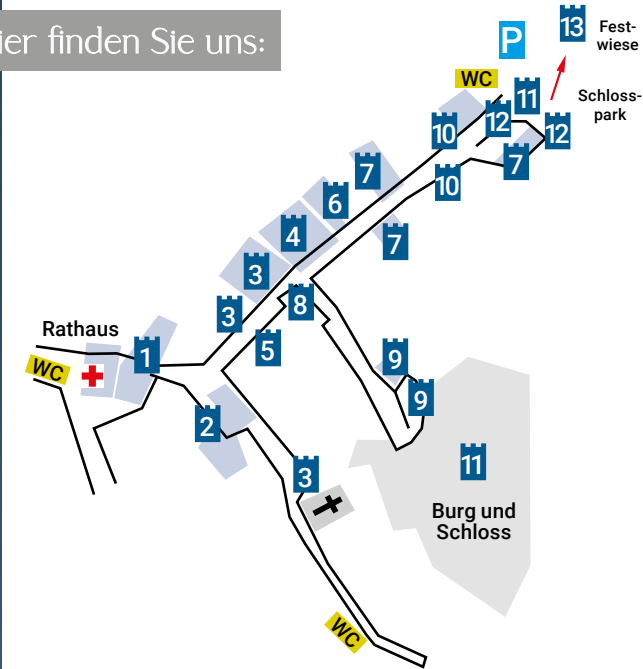 ier finden Sie uns:
P
13
Fest-
wiese
WC
11
Schloss-
park
12
12
10
7
7
10
6
4
7
3
3
8
5
Rathaus
1
WC
9
9
2
11
3
Burg und
Schloss
WC